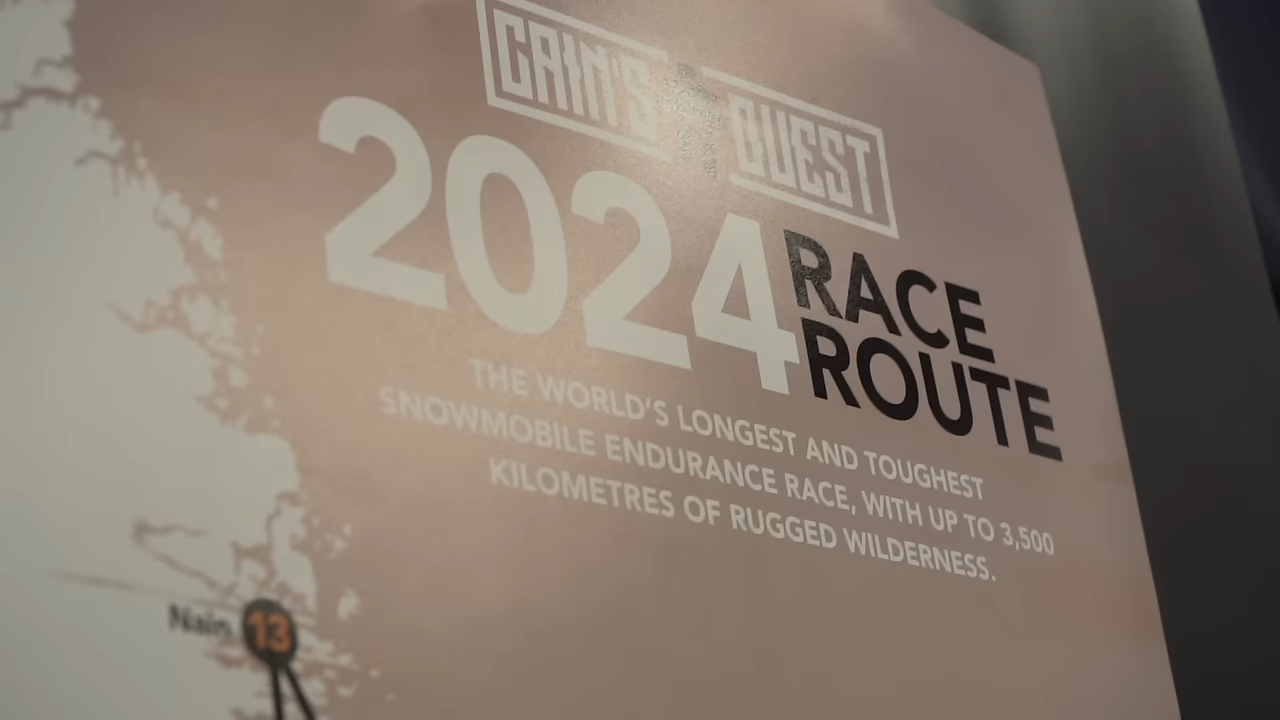 CAIN'S QUEST
2024 RACE
ROUTE
THE WORLD'S LONGEST AND TOUGHEST
SNOWMOBILE ENDURANCE RACE, WITH UP TO 3,500
KILOMETRES OF RUGGED WILDERNESS.
Nain 13